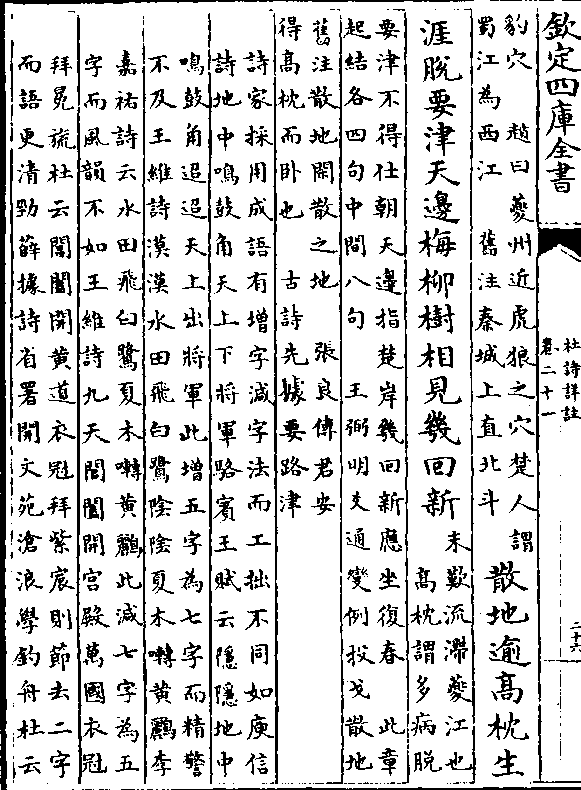 欽定四庫全書
杜詩詳註
卷二十一
二十六
豹穴　趙曰夔州近虎狼之穴楚人謂
蜀江為西江　舊注秦城上直北斗
散地逾高枕生
涯脫要津天邊梅柳樹相見幾回新
末歎流滯夔江也
高枕謂多病脫
要津不得仕朝天邊指楚岸幾回新應坐復春　此章
起結各四句中間八句　王弼明爻通變例投戈散地
舊注散地閒散之地　張良傳君安
得高枕而卧也　古詩先據要路津
詩家採用成語有增字減字法而工拙不同如庾信
詩地中鳴鼓角天上下將軍駱賓王賦云隱隱地中
鳴鼓角迢迢天上出將軍此增五字為七字而精警
不及王維詩漠漠水田飛白鷺陰陰夏木囀黃鸝李
嘉祐詩云水田飛白鷺夏木囀黃鸝此減七字為五
字而風韻不如王維詩九天閶闔開宮殿萬國衣冠
拜冕旒杜云閶闔開黃道衣冠拜紫宸則節去二字
而語更清勁薛據詩省署開文苑滄浪學釣舟杜云